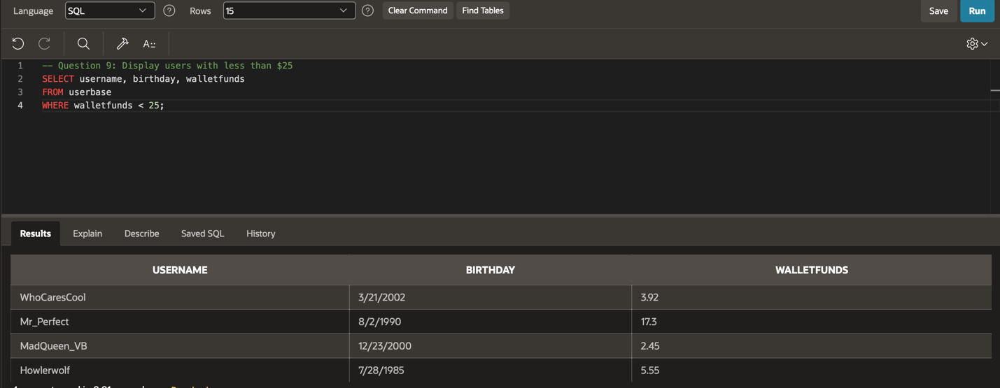 Language SQL Rows 15 Clear Command Find Tables Save Run
A::
1 -- Question 9: Display users with less than $25
2 SELECT username, birthday, walletfunds
3 FROM userbase
4 WHERE walletfunds < 25;
Results Explain Describe Saved SQL History
USERNAME BIRTHDAY WALLETFUNDS
WhoCaresCool 3/21/2002 3.92
Mr_Perfect 8/2/1990 17.3
MadQueen_VB 12/23/2000 2.45
Howlerwolf 7/28/1985 5.55